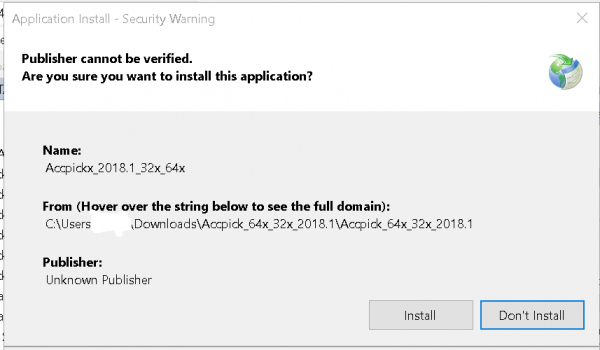 Application Install - Security Warning
Publisher cannot be verified.
Are you sure you want to install this application?
Name:
Accpickx_2018.1_32x_64x
From (Hover over the string below to see the full domain):
C:\Users \Downloads\Accpick_64x_32x_2018.1\Accpick_64x_32x_2018.1
Publisher:
Unknown Publisher
Install
Don't Install